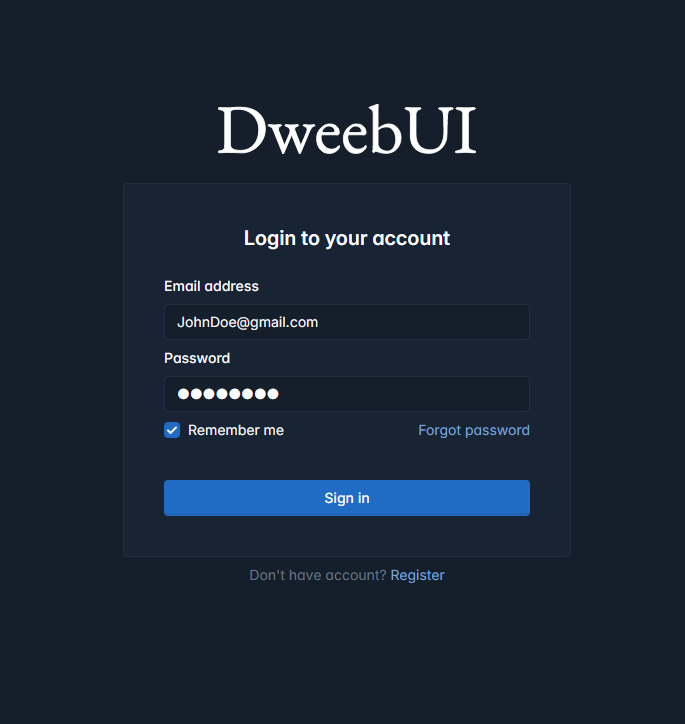 DweebUI
Login to your account
Email address
JohnDoe@gmail.com
Password
●●●●●●●●
Remember me Forgot password
Sign in
Don't have account? Register